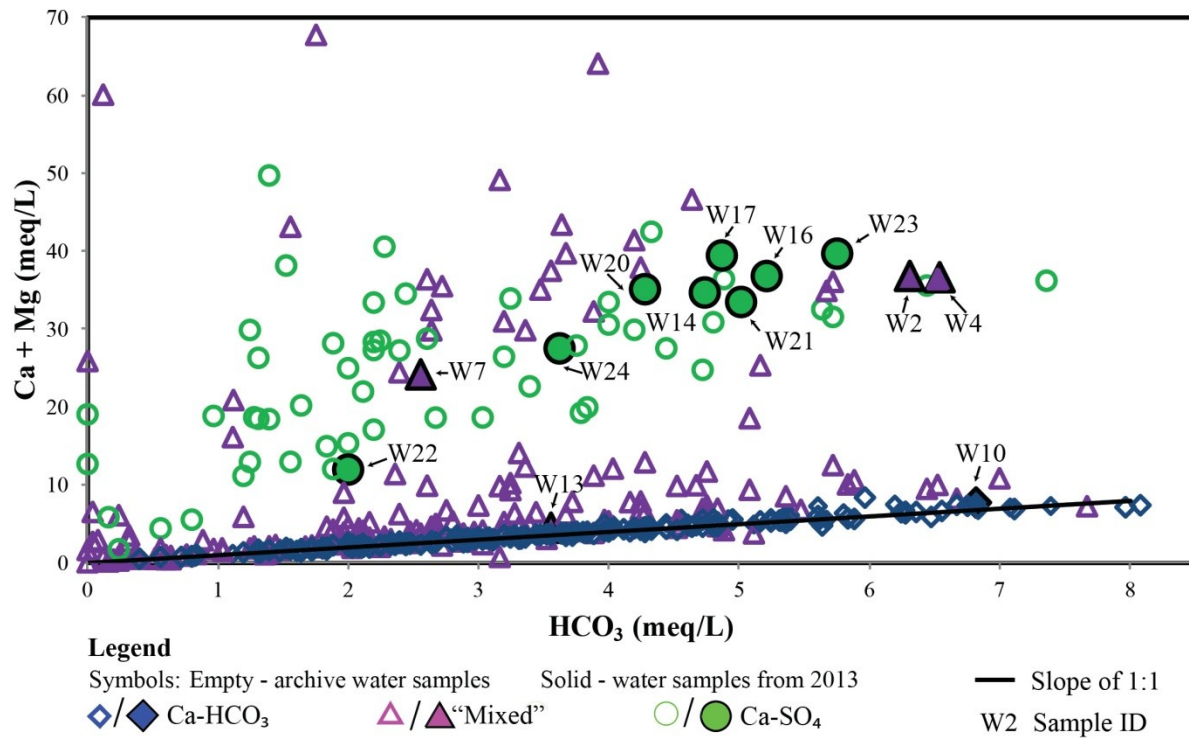 Ca + Mg (meq/L)
70
60
50
40
30
20
10
0
W17
W16
W23
W20
W14
W21
W2
W4
W7
W24
W22
W13
W10
0 1 2 3 4 5 6 7 8
HCO₃ (meq/L)
Legend
Symbols: Empty - archive water samples Solid - water samples from 2013
Slope of 1:1
/ Ca-HCO₃ / “Mixed” / Ca-SO₄
W2 Sample ID